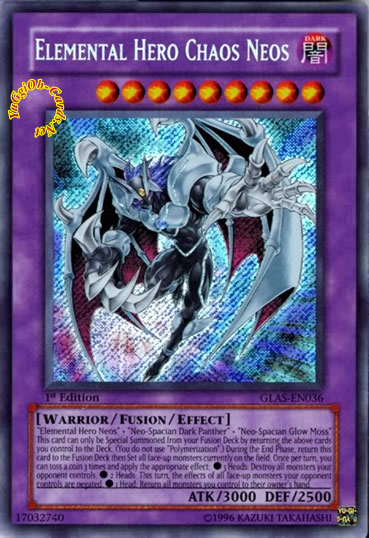 ELEMENTAL HERO CHAOS NEOS
DARK
闇
YuGgiOh-Cards.Net
1st Edition
GLAS-EN036
[WARRIOR/FUSION/EFFECT]
"Elemental Hero Neos" + "Neo-Spacian Dark Panther" + "Neo-Spacian Glow Moss"
This card can only be Special Summoned from your Fusion Deck by returning the above cards
you control to the Deck. (You do not use "Polymerization".) During the End Phase, return this
card to the Fusion Deck then Set all face-up monsters currently on the field. Once per turn, you
can toss a coin 3 times and apply the appropriate effect: ● 3 Heads: Destroy all monsters your
opponent controls. ● 2 Heads: This turn, the effects of all face-up monsters your opponent
controls are negated. ● 1 Head: Return all monsters you control to their owner's hand.
ATK/3000 DEF/2500
17032740
©1996 KAZUKI TAKAHASHI